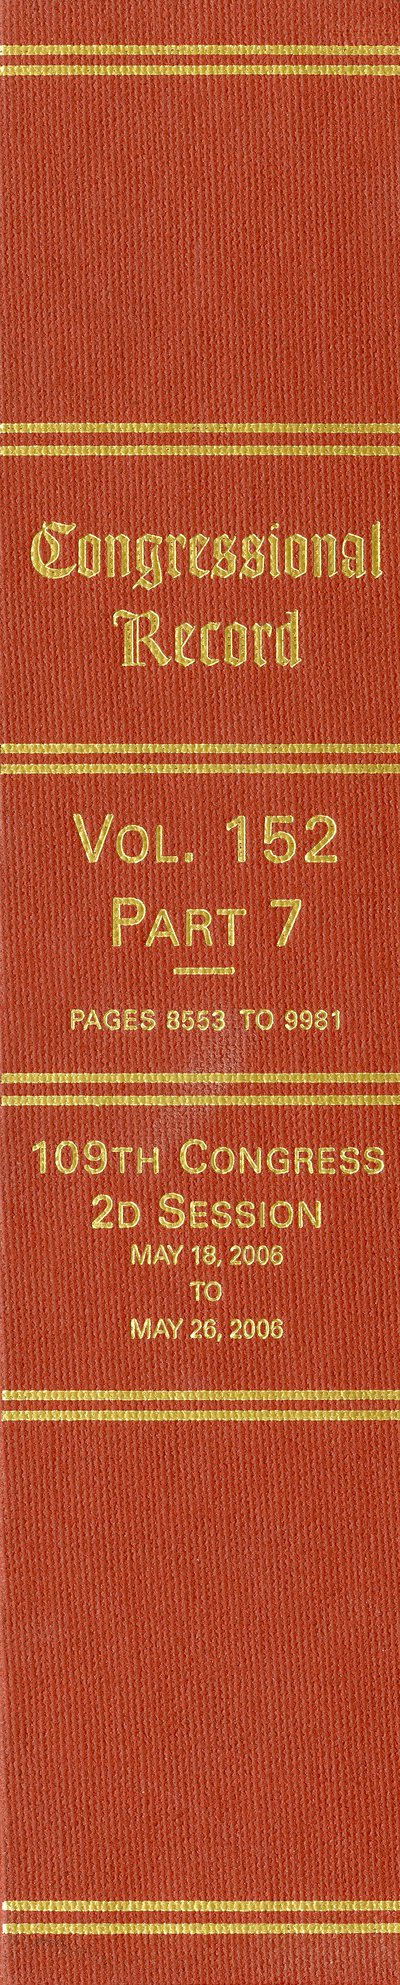 Congressional
Record
VOL. 152
PART 7
PAGES 8553 TO 9981
109TH CONGRESS
2D SESSION
MAY 18, 2006
TO
MAY 26, 2006